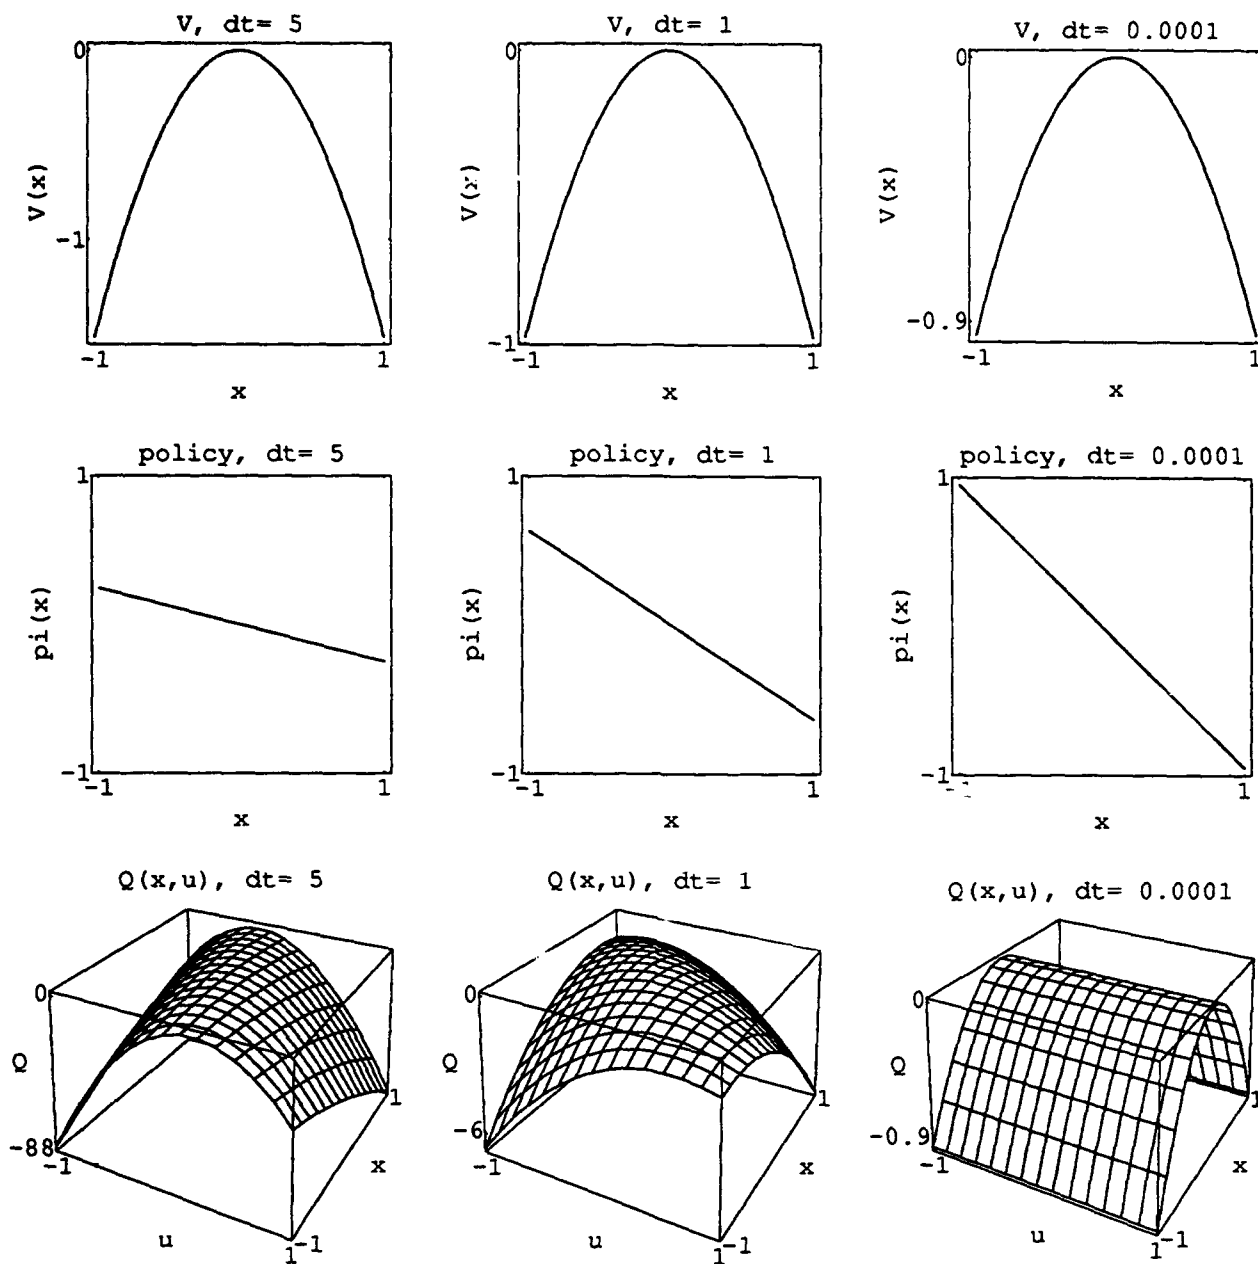 V, dt= 5
V, dt= 1
V, dt= 0.0001
0
0
0
V(x)
V(x)
V(x)
-1
-1
-0.9
-1 1
-1 1
-1 1
x
x
x
policy, dt= 5
policy, dt= 1
policy, dt= 0.0001
1
1
1
pi(x)
pi(x)
pi(x)
-1
-1
-1
-1 1
-1 1
-1 1
x
x
x
Q(x,u), dt= 5
Q(x,u), dt= 1
Q(x,u), dt= 0.0001
0
0
0
Q
Q
Q
1
1
1
-88
-6
-0.9
-1
-1
-1
x
x
x
u
u
u
1 -1
1 -1
1 -1